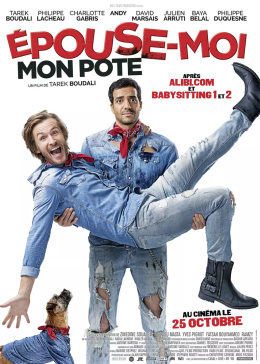 TAREK PHILIPPE CHARLOTTE ANDY DAVID JULIEN BAYA PHILIPPE
BOUDALI LACHEAU GABRIS MARSAIS ARRUTI BELAL DUQUESNE
ÉPOUSE-MOI
MON POTE
UN FILM DE TAREK BOUDALI
APRÈS
ALIBI.COM
ET
BABYSITTING 1 ET 2
AU CINÉMA LE
25 OCTOBRE